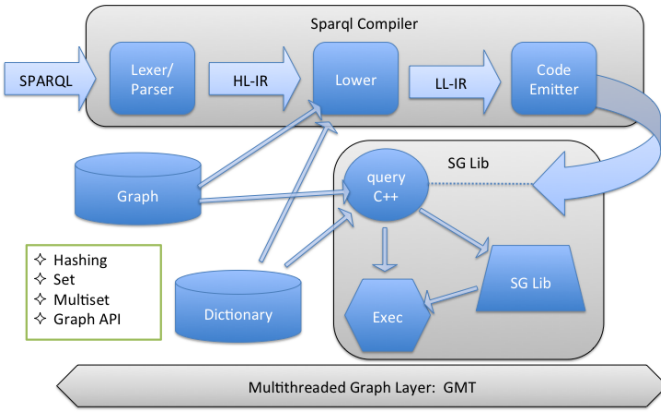 Sparql Compiler
SPARQL
Lexer/
Parser
HL-IR
Lower
LL-IR
Code
Emitter
Graph
query
C++
SG Lib
Hashing
Set
Multiset
Graph API
Dictionary
Exec
SG Lib
Multithreaded Graph Layer: GMT